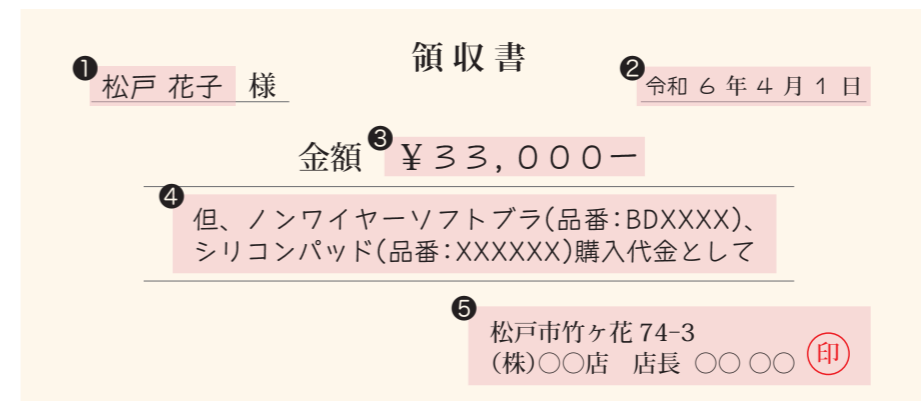 領収書
❶ 松戸 花子 様
❷ 令和 6 年 4 月 1 日
金額 ❸ ¥33,000ー
❹ 但、ノンワイヤーソフトブラ(品番:BDXXXX)、
シリコンパッド(品番:XXXXXX)購入代金として
❺ 松戸市竹ヶ花 74-3
(株)○○店 店長 ○○ ○○ 印